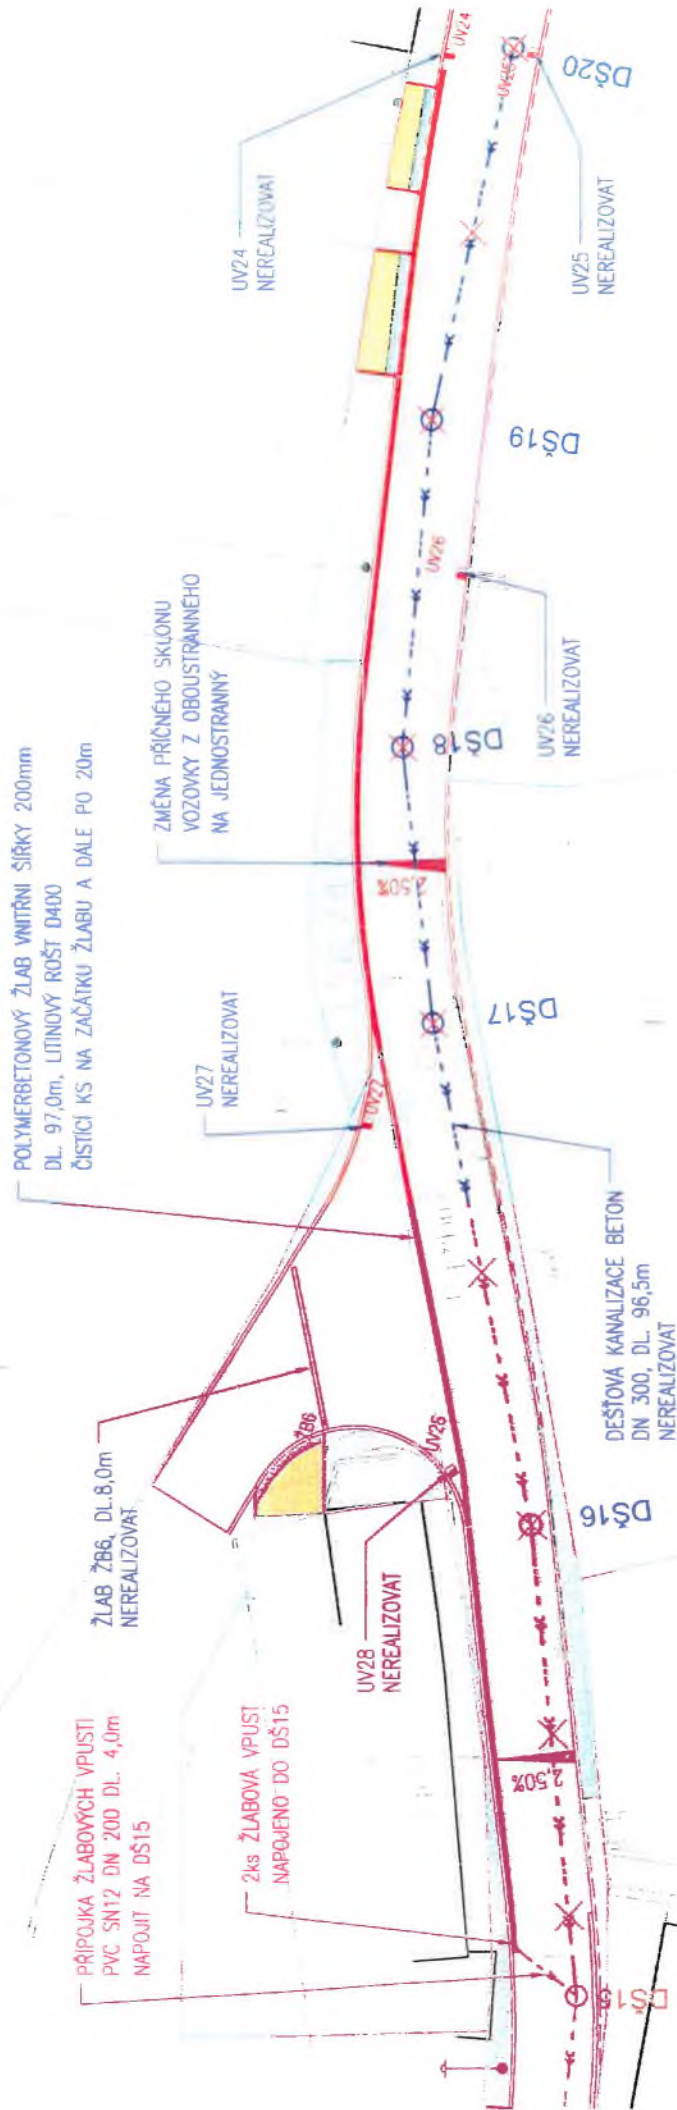 POLYMERBETONOVÝ ŽLAB VNITŘNI ŠÍŘKY 200mm
DL. 97,0m, LITINOVÝ ROŠT D400
ČISTÍCÍ KS NA ZAČÁTKU ŽLABU A DÁLE PO 20m
PŘÍPOJKA ŽLABOVÝCH VPUSTÍ
PVC SN12 DN 200 DL. 4,0m
NAPOJIT NA DŠ15
ŽLAB ŽB6, DL.8,0m
NEREALIZOVAT
2ks ŽLABOVÁ VPUSŤ
NAPOJENO DO DŠ15
UV27
NEREALIZOVAT
ZMĚNA PŘÍČNÉHO SKLONU
VOZOVKY Z OBOUSTRANNÉHO
NA JEDNOSTRANNÝ
UV24
NEREALIZOVAT
UV28
NEREALIZOVAT
ŽB6
UV28
UV27
UV24
UV25
UV26
2,50%
2,50%
DŠ15
DŠ16
DŠ17
DŠ18
DŠ19
DŠ20
DEŠŤOVÁ KANALIZACE BETON
DN 300, DL. 96,5m
NEREALIZOVAT
UV26
NEREALIZOVAT
UV25
NEREALIZOVAT